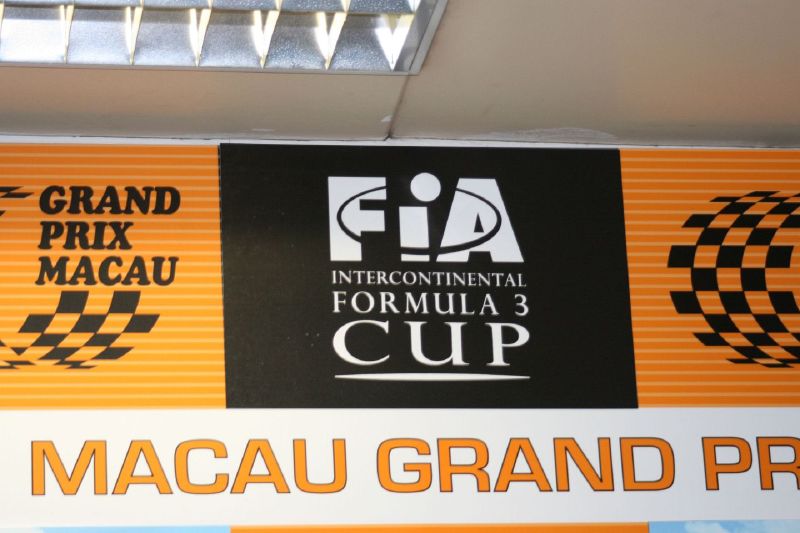 GRAND
PRIX
MACAU
FiA
INTERCONTINENTAL
FORMULA 3
CUP
MACAU GRAND PR